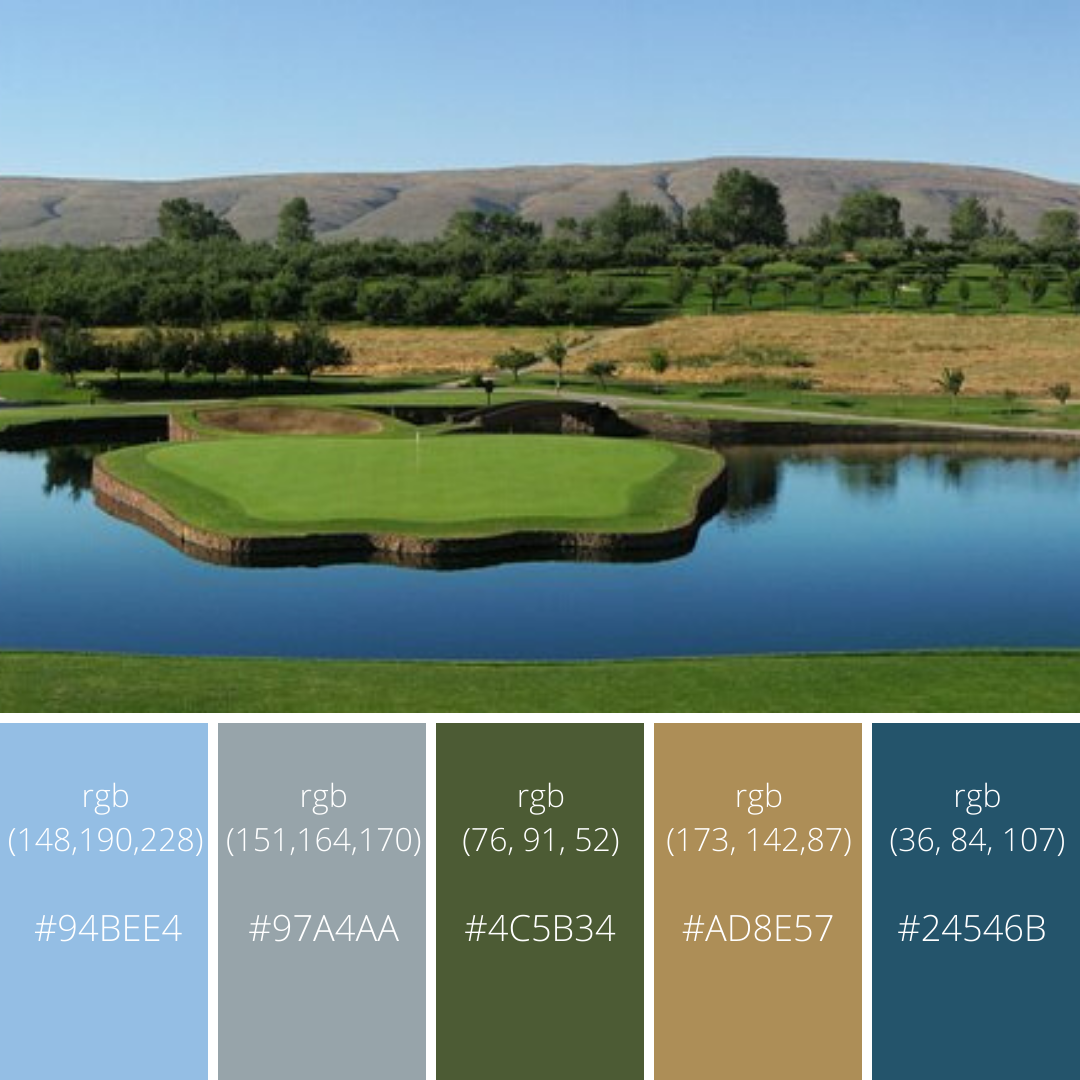 rgb
(148,190,228)
#94BEE4
rgb
(151,164,170)
#97A4AA
rgb
(76, 91, 52)
#4C5B34
rgb
(173, 142,87)
#AD8E57
rgb
(36, 84, 107)
#24546B